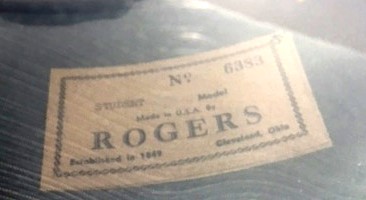 Nº 6383
STUDENT Model
Made in U.S.A. by
ROGERS
Cleveland, Ohio
Established in 1849